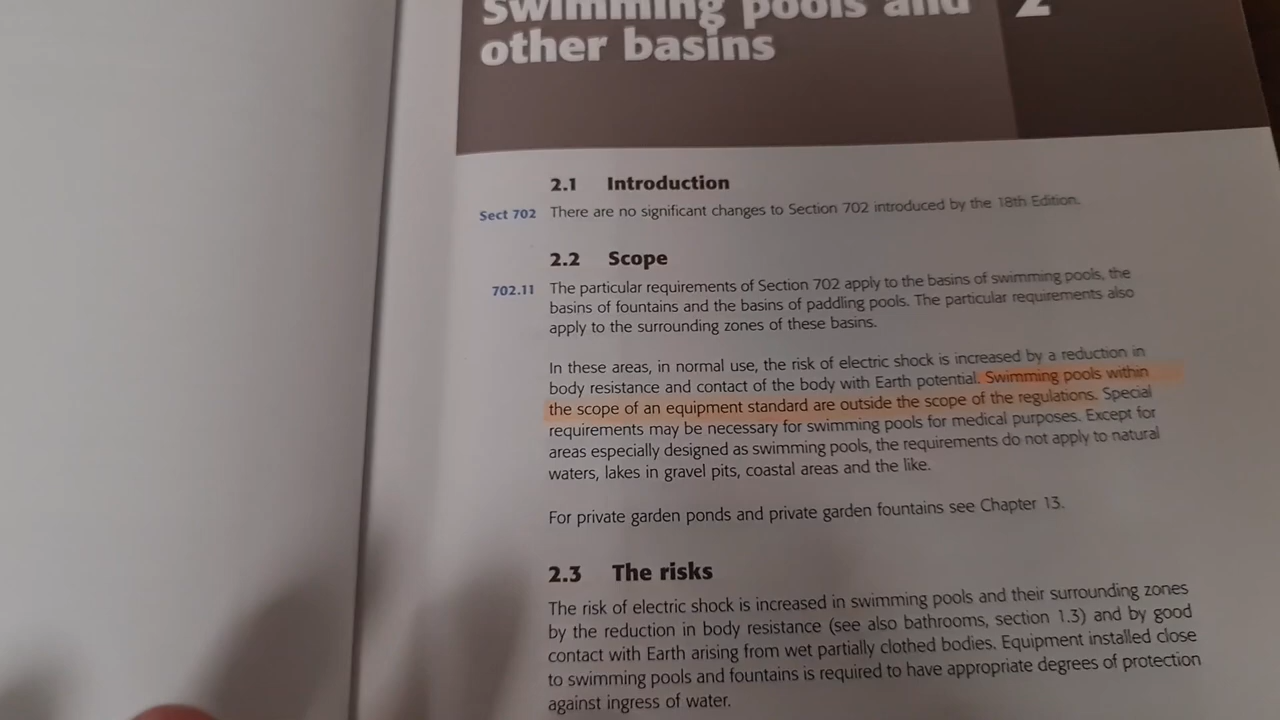 Swimming pools and 2
other basins
2.1 Introduction
Sect 702 There are no significant changes to Section 702 introduced by the 18th Edition.
2.2 Scope
702.11 The particular requirements of Section 702 apply to the basins of swimming pools, the
basins of fountains and the basins of paddling pools. The particular requirements also
apply to the surrounding zones of these basins.
In these areas, in normal use, the risk of electric shock is increased by a reduction in
body resistance and contact of the body with Earth potential. Swimming pools within
the scope of an equipment standard are outside the scope of the regulations. Special
requirements may be necessary for swimming pools for medical purposes. Except for
areas especially designed as swimming pools, the requirements do not apply to natural
waters, lakes in gravel pits, coastal areas and the like.
For private garden ponds and private garden fountains see Chapter 13.
2.3 The risks
The risk of electric shock is increased in swimming pools and their surrounding zones
by the reduction in body resistance (see also bathrooms, section 1.3) and by good
contact with Earth arising from wet partially clothed bodies. Equipment installed close
to swimming pools and fountains is required to have appropriate degrees of protection
against ingress of water.